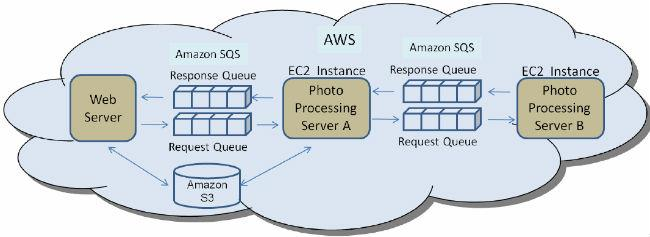 AWS
Amazon SQS
Amazon SQS
Response Queue
EC2 Instance
Response Queue
EC2 Instance
Web
Server
Photo
Processing
Server A
Photo
Processing
Server B
Request Queue
Request Queue
Amazon
S3